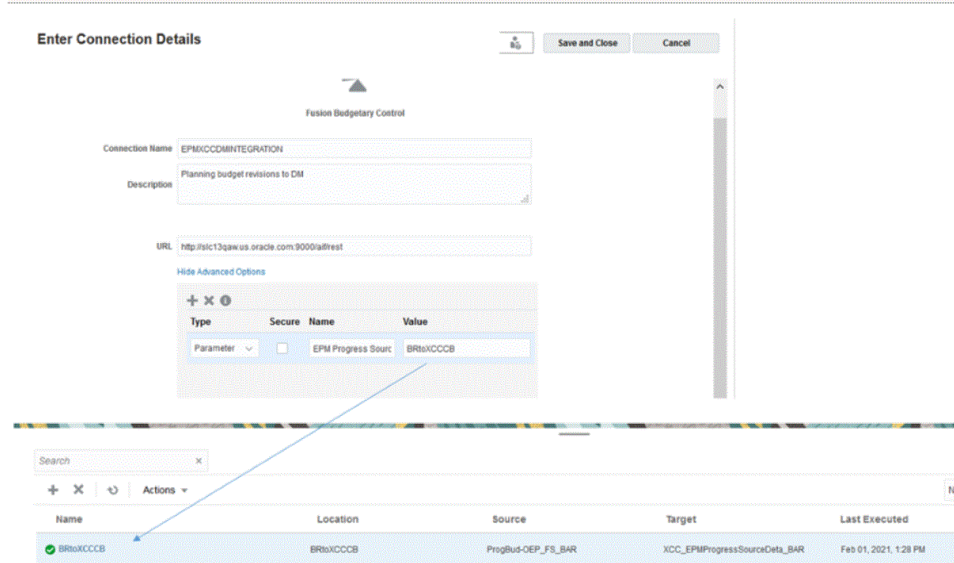 Enter Connection Details
Save and Close
Cancel
Fusion Budgetary Control
Connection Name EPMXCCDMINTEGRATION
Description Planning budget revisions to DM
URL http://slc13qaw.us.oracle.com:9000/aif/rest
Hide Advanced Options
Type Secure Name Value
Parameter EPM Progress Sourc BRtoXCCCB
Search
Actions
N
Name Location Source Target Last Executed
BRtoXCCCB BRtoXCCCB ProgBud-OEP_FS_BAR XCC_EPMProgressSourceDeta_BAR Feb 01, 2021, 1:28 PM